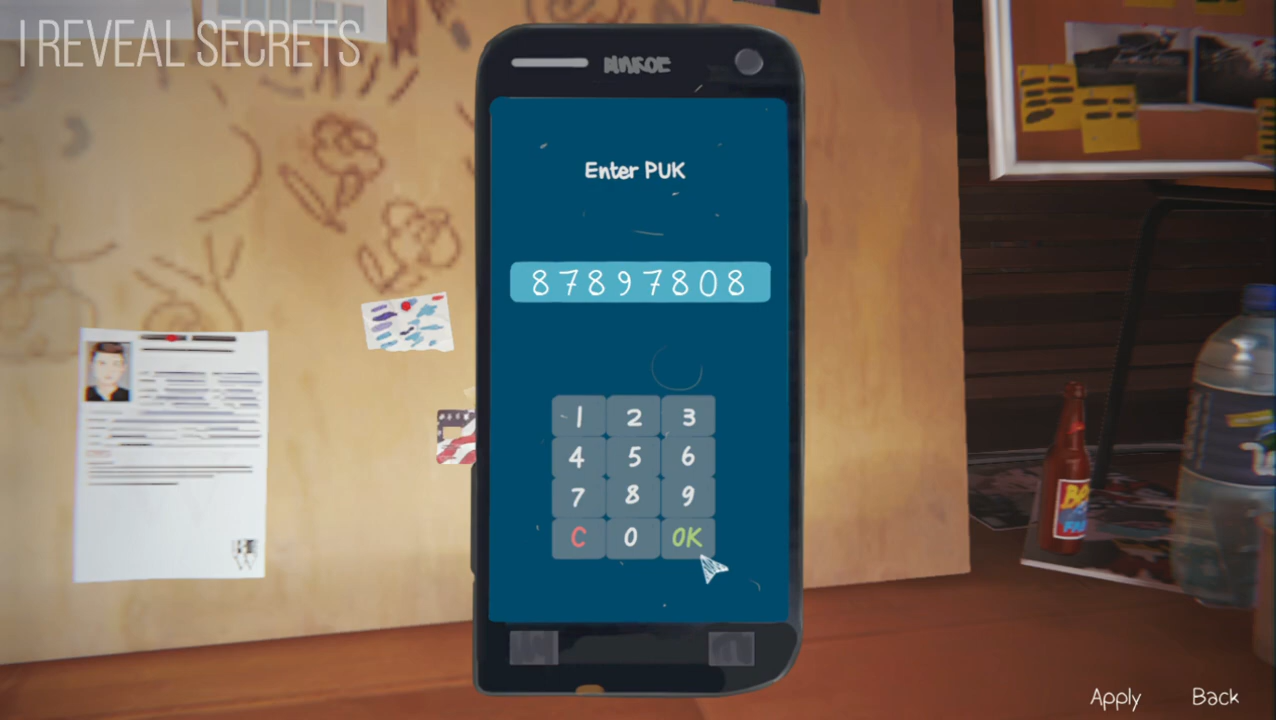 I REVEAL SECRETS
Enter PUK
87897808
1 2 3
4 5 6
7 8 9
C 0 OK
Apply Back